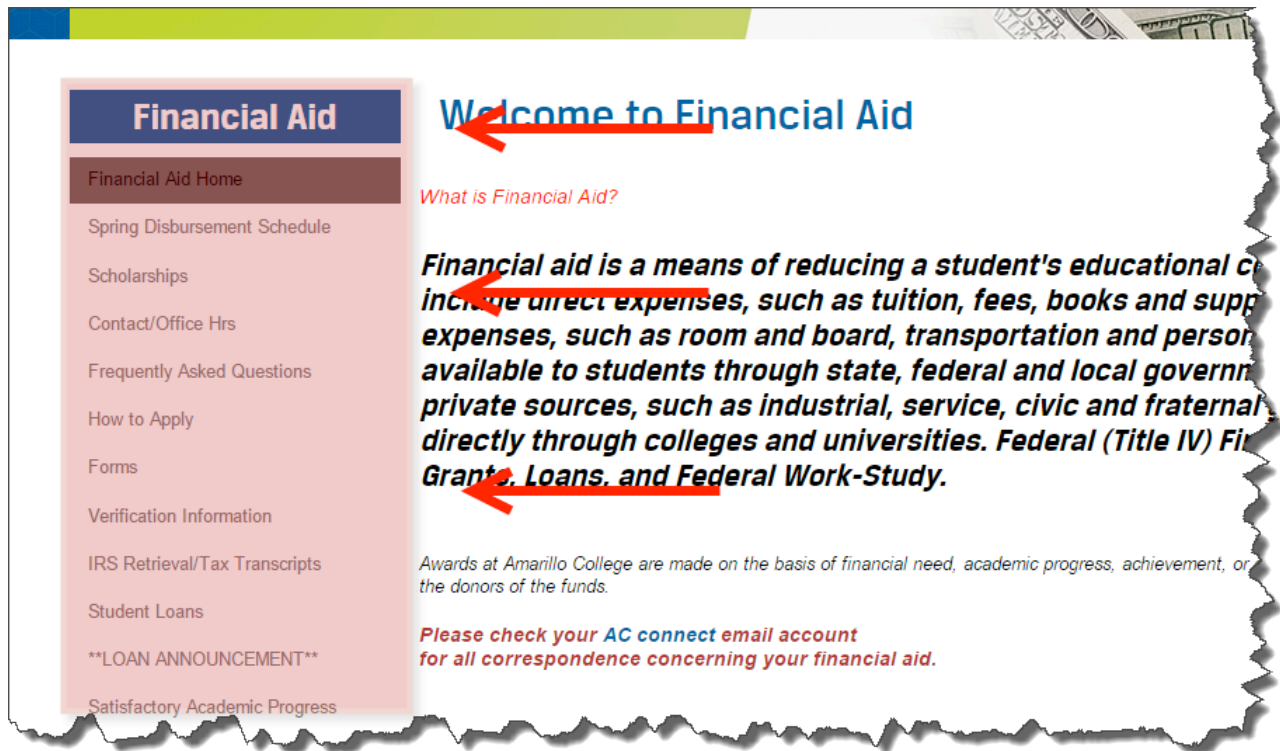 Financial Aid
Financial Aid Home
Spring Disbursement Schedule
Scholarships
Contact/Office Hrs
Frequently Asked Questions
How to Apply
Forms
Verification Information
IRS Retrieval/Tax Transcripts
Student Loans
**LOAN ANNOUNCEMENT**
Satisfactory Academic Progress
Welcome to Financial Aid
What is Financial Aid?
Financial aid is a means of reducing a student's educational
include direct expenses, such as tuition, fees, books and
expenses, such as room and board, transportation and
available to students through state, federal and local
private sources, such as industrial, service, civic and fraternal
directly through colleges and universities. Federal (Title IV)
Grants, Loans, and Federal Work-Study.
Awards at Amarillo College are made on the basis of financial need, academic progress, achievement, or
the donors of the funds.
Please check your AC connect email account
for all correspondence concerning your financial aid.